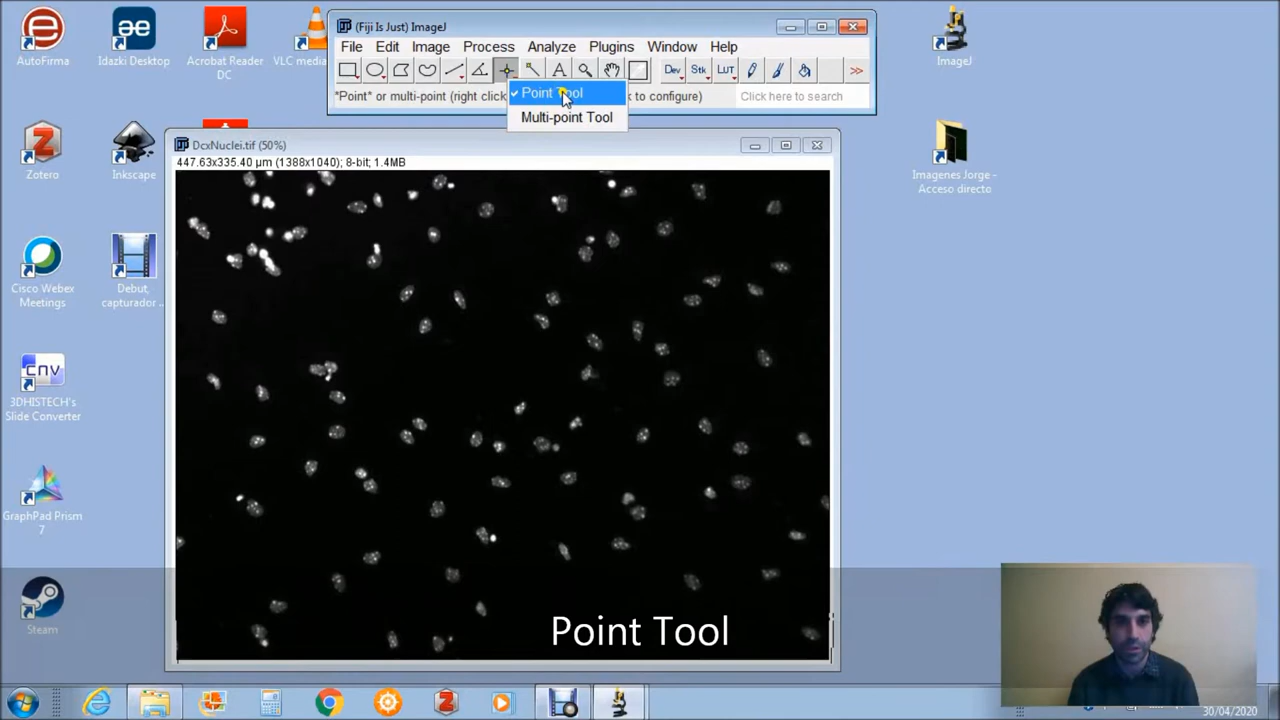 AutoFirma
Idazki Desktop
Acrobat Reader
DC
VLC media
(Fiji Is Just) ImageJ
File Edit Image Process Analyze Plugins Window Help
A Dev Stk LUT >>
*Point* or multi-point (right click
k to configure)
Click here to search
Point Tool
Multi-point Tool
ImageJ
DcxNuclei.tif (50%)
447.63x335.40 µm (1388x1040); 8-bit; 1.4MB
Zotero
Inkscape
Imagenes Jorge -
Acceso directo
Cisco Webex
Meetings
Debut,
capturador ...
CNV
3DHISTECH's
Slide Converter
GraphPad Prism
7
Steam
Point Tool
30/04/2020